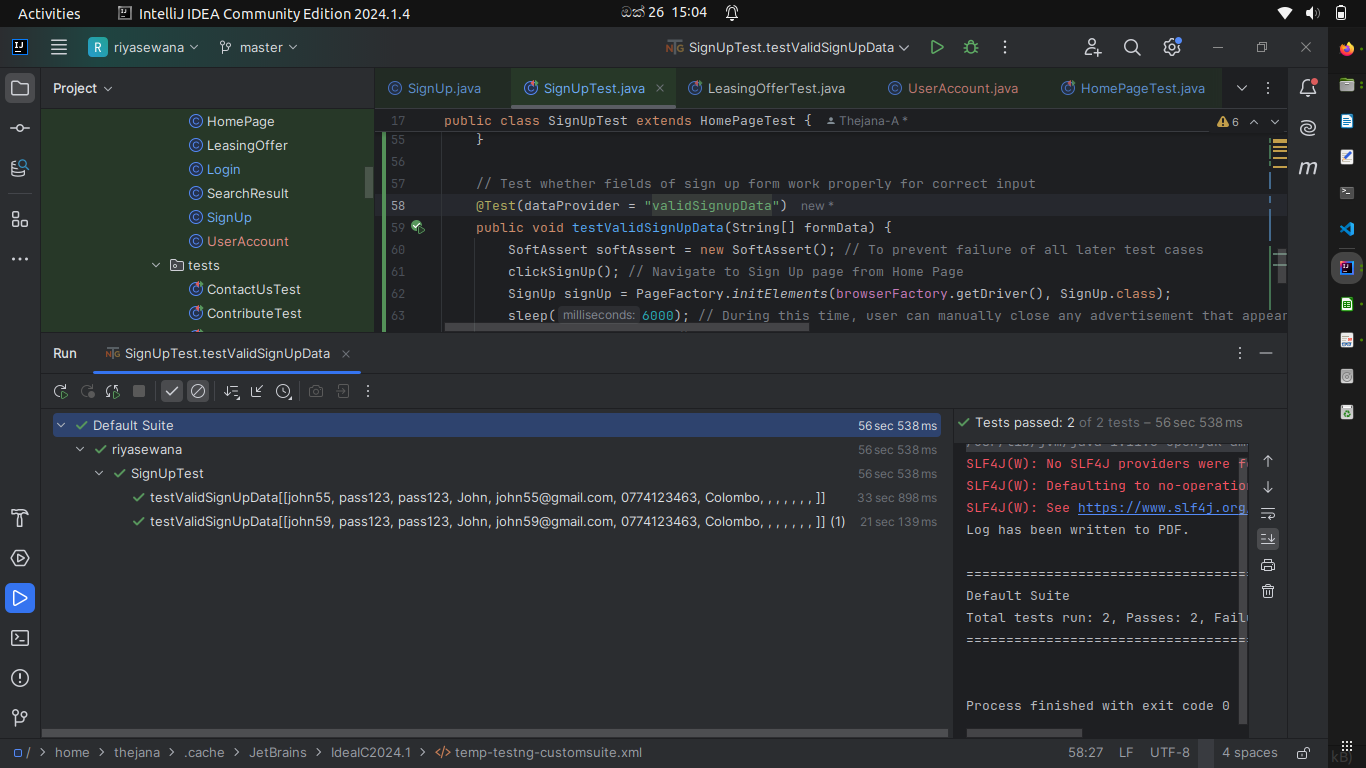 Activities
IntelliJ IDEA Community Edition 2024.1.4
ඔක් 26 15:04
riyasewana
master
SignUpTest.testValidSignUpData
Project
SignUp.java
SignUpTest.java
LeasingOfferTest.java
UserAccount.java
HomePageTest.java
HomePage
LeasingOffer
Login
SearchResult
SignUp
UserAccount
tests
ContactUsTest
ContributeTest
17 public class SignUpTest extends HomePageTest { Thejana-A *
6
55 }
56
57 // Test whether fields of sign up form work properly for correct input
58 @Test(dataProvider = "validSignupData") new *
59 public void testValidSignUpData(String[] formData) {
60 SoftAssert softAssert = new SoftAssert(); // To prevent failure of all later test cases
61 clickSignUp(); // Navigate to Sign Up page from Home Page
62 SignUp signUp = PageFactory.initElements(browserFactory.getDriver(), SignUp.class);
63 sleep( milliseconds: 6000); // During this time, user can manually close any advertisement that appear
Run
SignUpTest.testValidSignUpData
Default Suite 56 sec 538 ms
riyasewana 56 sec 538 ms
SignUpTest 56 sec 538 ms
testValidSignUpData[[john55, pass123, pass123, John, john55@gmail.com, 0774123463, Colombo, , , , , , , ]] 33 sec 898 ms
testValidSignUpData[[john59, pass123, pass123, John, john59@gmail.com, 0774123463, Colombo, , , , , , , ]] (1) 21 sec 139 ms
Tests passed: 2 of 2 tests – 56 sec 538 ms
SLF4J(W): No SLF4J providers were f
SLF4J(W): Defaulting to no-operation
SLF4J(W): See https://www.slf4j.org
Log has been written to PDF.
===================================
Default Suite
Total tests run: 2, Passes: 2, Fail
===================================
Process finished with exit code 0
/ home thejana .cache JetBrains IdeaIC2024.1 temp-testng-customsuite.xml
58:27 LF UTF-8 4 spaces
kB)